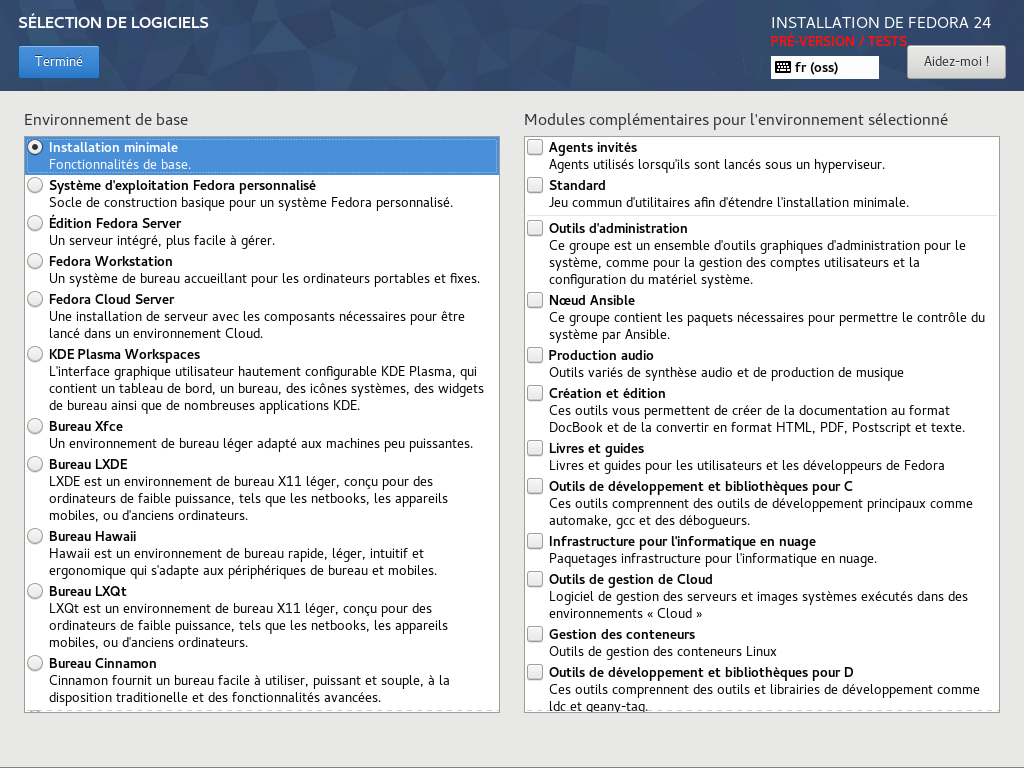 SÉLECTION DE LOGICIELS
INSTALLATION DE FEDORA 24
PRÉ-VERSION / TESTS
Terminé
fr (oss)
Aidez-moi !
Environnement de base
Installation minimale
Fonctionnalités de base.
Système d'exploitation Fedora personnalisé
Socle de construction basique pour un système Fedora personnalisé.
Édition Fedora Server
Un serveur intégré, plus facile à gérer.
Fedora Workstation
Un système de bureau accueillant pour les ordinateurs portables et fixes.
Fedora Cloud Server
Une installation de serveur avec les composants nécessaires pour être
lancé dans un environnement Cloud.
KDE Plasma Workspaces
L'interface graphique utilisateur hautement configurable KDE Plasma, qui
contient un tableau de bord, un bureau, des icônes systèmes, des widgets
de bureau ainsi que de nombreuses applications KDE.
Bureau Xfce
Un environnement de bureau léger adapté aux machines peu puissantes.
Bureau LXDE
LXDE est un environnement de bureau X11 léger, conçu pour des
ordinateurs de faible puissance, tels que les netbooks, les appareils
mobiles, ou d'anciens ordinateurs.
Bureau Hawaii
Hawaii est un environnement de bureau rapide, léger, intuitif et
ergonomique qui s'adapte aux périphériques de bureau et mobiles.
Bureau LXQt
LXQt est un environnement de bureau X11 léger, conçu pour des
ordinateurs de faible puissance, tels que les netbooks, les appareils
mobiles, ou d'anciens ordinateurs.
Bureau Cinnamon
Cinnamon fournit un bureau facile à utiliser, puissant et souple, à la
disposition traditionelle et des fonctionnalités avancées.
Modules complémentaires pour l'environnement sélectionné
Agents invités
Agents utilisés lorsqu'ils sont lancés sous un hyperviseur.
Standard
Jeu commun d'utilitaires afin d'étendre l'installation minimale.
Outils d'administration
Ce groupe est un ensemble d'outils graphiques d'administration pour le
système, comme pour la gestion des comptes utilisateurs et la
configuration du matériel système.
Nœud Ansible
Ce groupe contient les paquets nécessaires pour permettre le contrôle du
système par Ansible.
Production audio
Outils variés de synthèse audio et de production de musique
Création et édition
Ces outils vous permettent de créer de la documentation au format
DocBook et de la convertir en format HTML, PDF, Postscript et texte.
Livres et guides
Livres et guides pour les utilisateurs et les développeurs de Fedora
Outils de développement et bibliothèques pour C
Ces outils comprennent des outils de développement principaux comme
automake, gcc et des débogueurs.
Infrastructure pour l'informatique en nuage
Paquetages infrastructure pour l'informatique en nuage.
Outils de gestion de Cloud
Logiciel de gestion des serveurs et images systèmes exécutés dans des
environnements « Cloud »
Gestion des conteneurs
Outils de gestion des conteneurs Linux
Outils de développement et bibliothèques pour D
Ces outils comprennent des outils et librairies de développement comme
ldc et geany-tag.